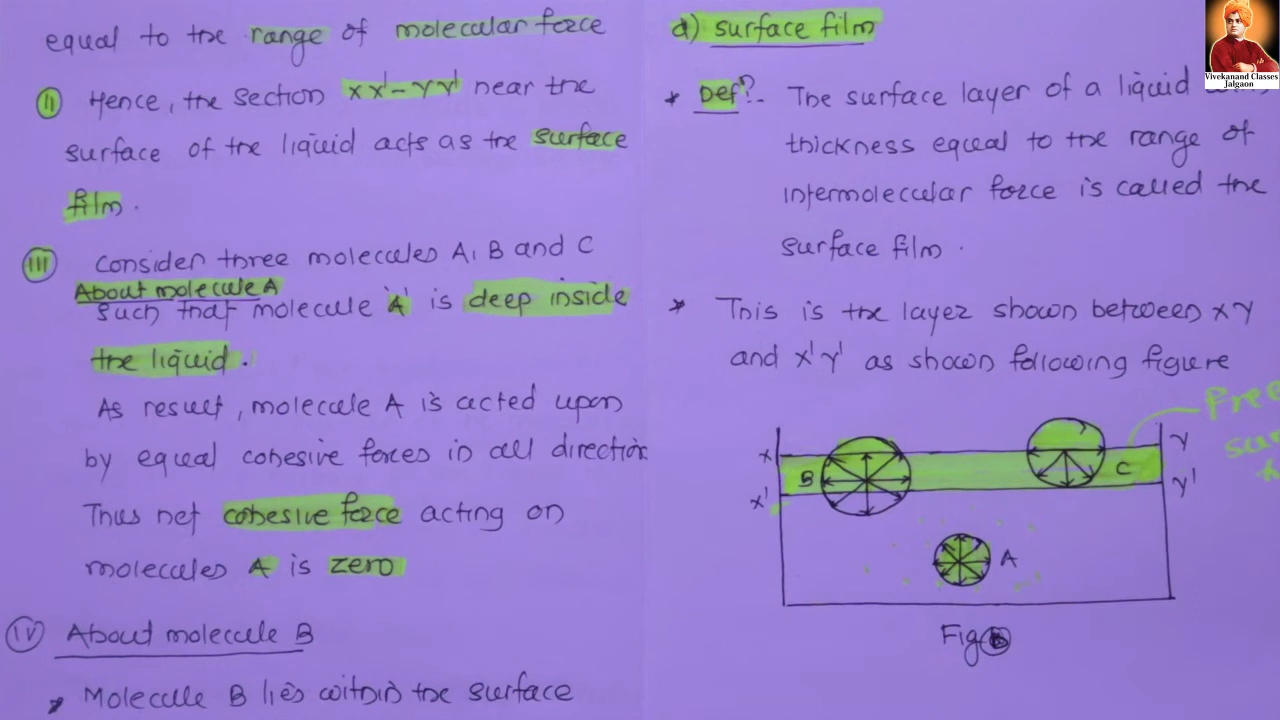 equal to the range of molecular force
ii Hence, the section xx' - yy' near the
surface of the liquid acts as the surface
film.
iii Consider three molecules A, B and C
About molecule A
such that molecule 'A' is deep inside
the liquid.
As result, molecule A is acted upon
by equal cohesive forces in all direction
Thus net cohesive force acting on
molecules A is zero
iv About molecule B
* Molecule B lies within the surface
d) surface film
* Defn:- The surface layer of a liquid
thickness equal to the range of
intermolecular force is called the
surface film.
* This is the layer shown between xy
and x'y' as shown following figure
Free
x
B
C
y
x'
y'
A
Fig
Vivekanand Classes
Jalgaon